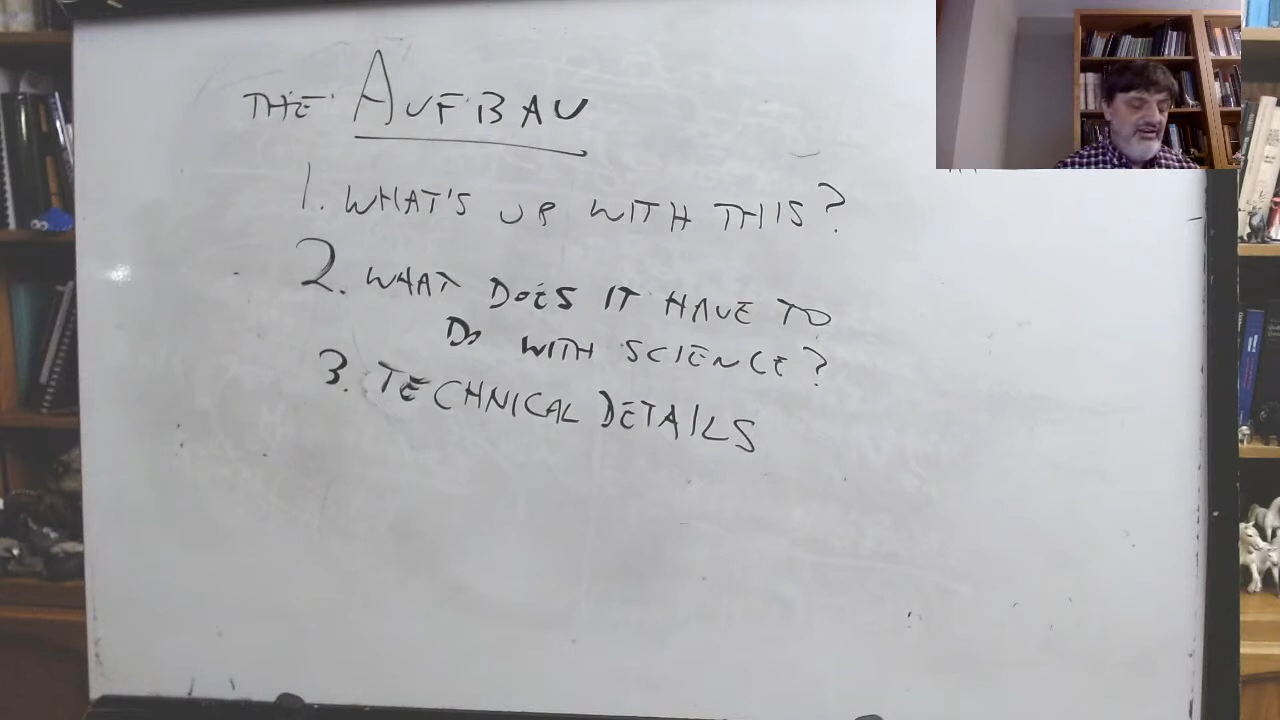 THE AUFBAU
1. WHAT'S UP WITH THIS?
2. WHAT DOES IT HAVE TO
DO WITH SCIENCE?
3. TECHNICAL DETAILS